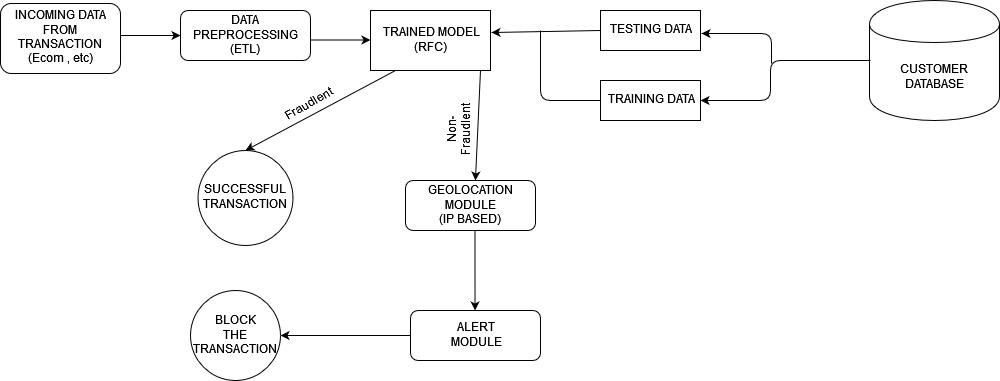 INCOMING DATA
FROM
TRANSACTION
(Ecom , etc)
DATA
PREPROCESSING
(ETL)
TRAINED MODEL
(RFC)
TESTING DATA
TRAINING DATA
CUSTOMER
DATABASE
Fraudlent
Non-
Fraudlent
SUCCESSFUL
TRANSACTION
GEOLOCATION
MODULE
(IP BASED)
BLOCK
THE
TRANSACTION
ALERT
MODULE